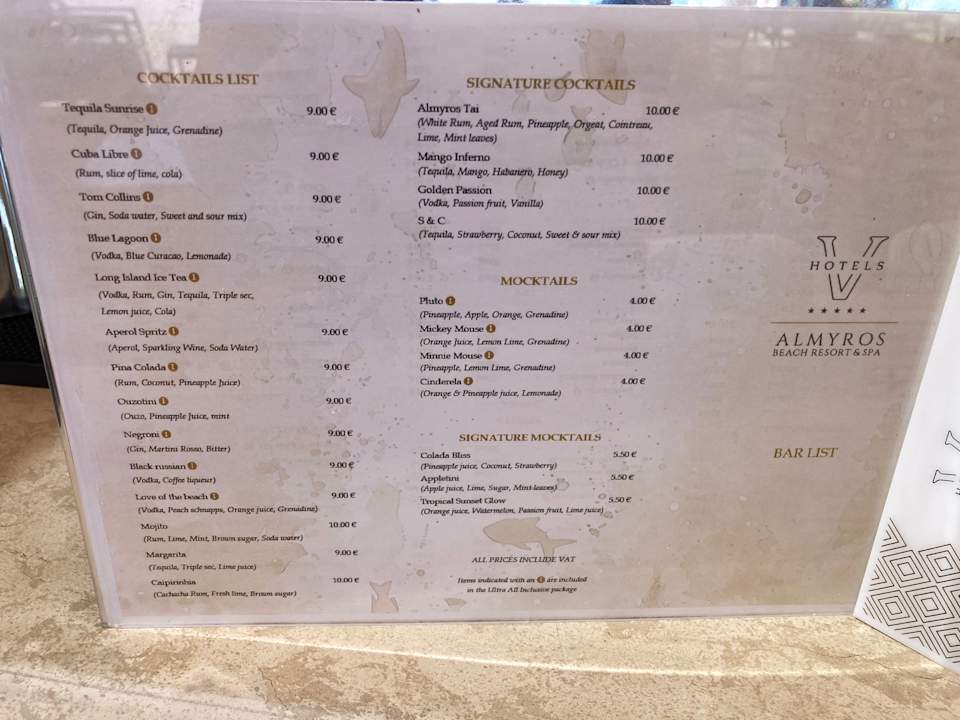 COCKTAILS LIST
Tequila Sunrise 9.00 €
(Tequila, Orange Juice, Grenadine)
Cuba Libre 9.00 €
(Rum, slice of lime, cola)
Tom Collins 9.00 €
(Gin, Soda water, Sweet and sour mix)
Blue Lagoon 9.00 €
(Vodka, Blue Curacao, Lemonade)
Long Island Ice Tea 9.00 €
(Vodka, Rum, Gin, Tequila, Triple sec,
Lemon juice, Cola)
Aperol Spritz 9.00 €
(Aperol, Sparkling Wine, Soda Water)
Pina Colada 9.00 €
(Rum, Coconut, Pineapple Juice)
Ouzotini 9.00 €
(Ouzo, Pineapple Juice, mint
Negroni 9.00 €
(Gin, Martini Rosso, Bitter)
Black russian 9.00 €
(Vodka, Coffee liqueur)
Love of the beach 9.00 €
(Vodka, Peach schnapps, Orange juice, Grenadine)
Mojito 10.00 €
(Rum, Lime, Mint, Brown sugar, Soda water)
Margarita 9.00 €
(Tequila, Triple sec, Lime juice)
Caipirinhia 10.00 €
(Cachacha Rum, Fresh lime, Brown sugar)
SIGNATURE COCKTAILS
Almyros Tai 10.00 €
(White Rum, Aged Rum, Pineapple, Orgeat, Cointreau,
Lime, Mint leaves)
Mango Inferno 10.00 €
(Tequila, Mango, Habanero, Honey)
Golden Passion 10.00 €
(Vodka, Passion fruit, Vanilla)
S & C 10.00 €
(Tequila, Strawberry, Coconut, Sweet & sour mix)
MOCKTAILS
Pluto 4.00 €
(Pineapple, Apple, Orange, Grenadine)
Mickey Mouse 4.00 €
(Orange Juice, Lemon Lime, Grenadine)
Minnie Mouse 4.00 €
(Pineapple, Lemon Lime, Grenadine)
Cinderela 4.00 €
(Orange & Pineapple juice, Lemonade)
SIGNATURE MOCKTAILS
Colada Bliss 5.50 €
(Pineapple juice, Coconut, Strawberry)
Appletini 5.50 €
(Apple juice, Lime, Sugar, Mint leaves)
Tropical Sunset Glow 5.50 €
(Orange juice, Watermelon, Passion fruit, Lime juice)
ALL PRICES INCLUDE VAT
Items indicated with an are included
in the Ultra All Inclusive package
V
HOTELS
ALMYROS
BEACH RESORT & SPA
BAR LIST